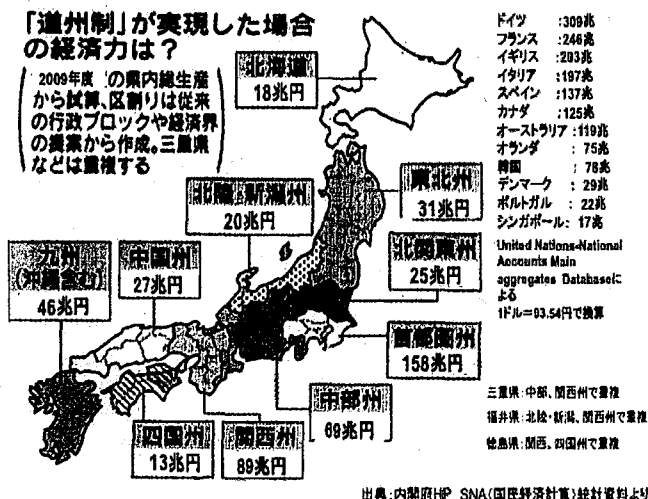 「道州制」が実現した場合
の経済力は？
2009年度の県内総生産
から試算、区割りは従来
の行政ブロックや経済界
の提案から作成。三重県
などは重複する
北海道
18兆円
東北州
31兆円
北陸&新潟州
20兆円
北関東州
25兆円
九州
(沖縄含む)
46兆円
中国州
27兆円
首都圏州
158兆円
中部州
69兆円
四国州
13兆円
関西州
89兆円
ドイツ :309兆
フランス :246兆
イギリス :203兆
イタリア :197兆
スペイン :137兆
カナダ :125兆
オーストラリア :119兆
オランダ : 75兆
韓国 : 78兆
デンマーク : 29兆
ポルトガル : 22兆
シンガポール: 17兆
United Nations-National
Accounts Main
aggregates Databaseに
よる
1ドル=93.54円で換算
三重県:中部、関西州で重複
福井県:北陸・新潟、関西州で重複
徳島県:関西、四国州で重複
出典:内閣府HP SNA(国民経済計算)統計資料より